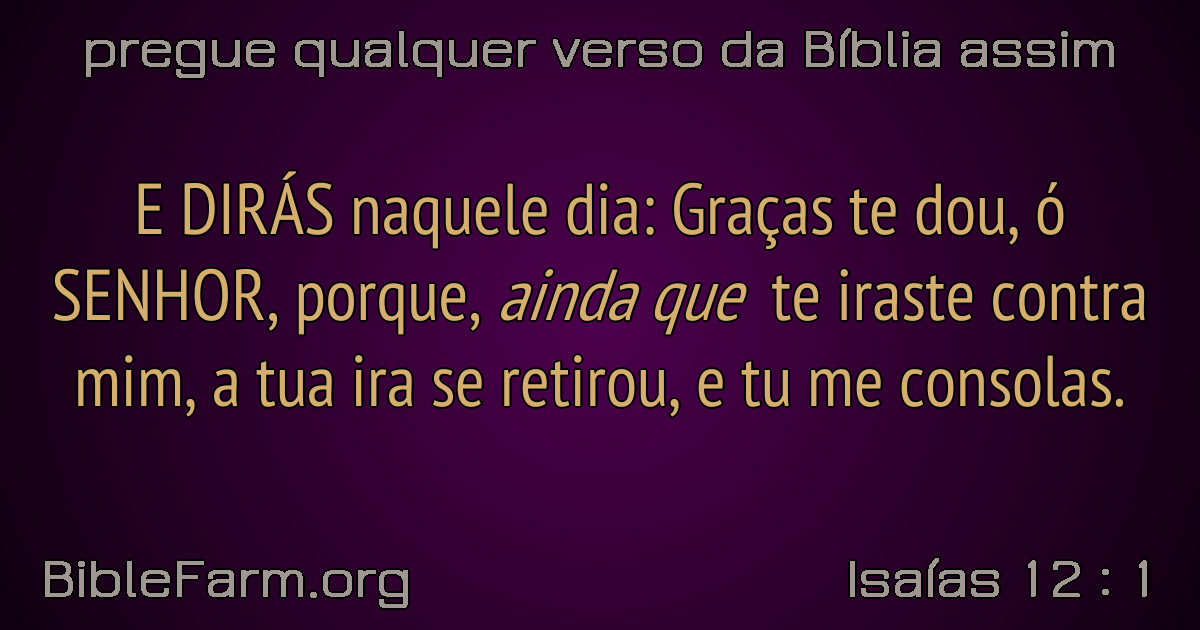 pregue qualquer verso da Bíblia assim
E DIRÁS naquele dia: Graças te dou, ó
SENHOR, porque, ainda que te iraste contra
mim, a tua ira se retirou, e tu me consolas.
BibleFarm.org
Isaías 12 : 1